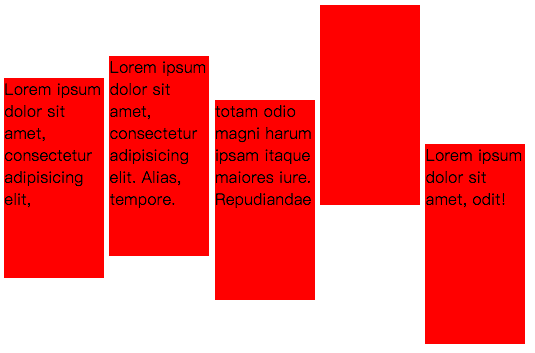 Lorem ipsum
dolor sit
amet,
consectetur
adipisicing
elit,
Lorem ipsum
dolor sit
amet,
consectetur
adipisicing
elit. Alias,
tempore.
totam odio
magni harum
ipsam itaque
maiores iure.
Repudiandae
Lorem ipsum
dolor sit
amet, odit!